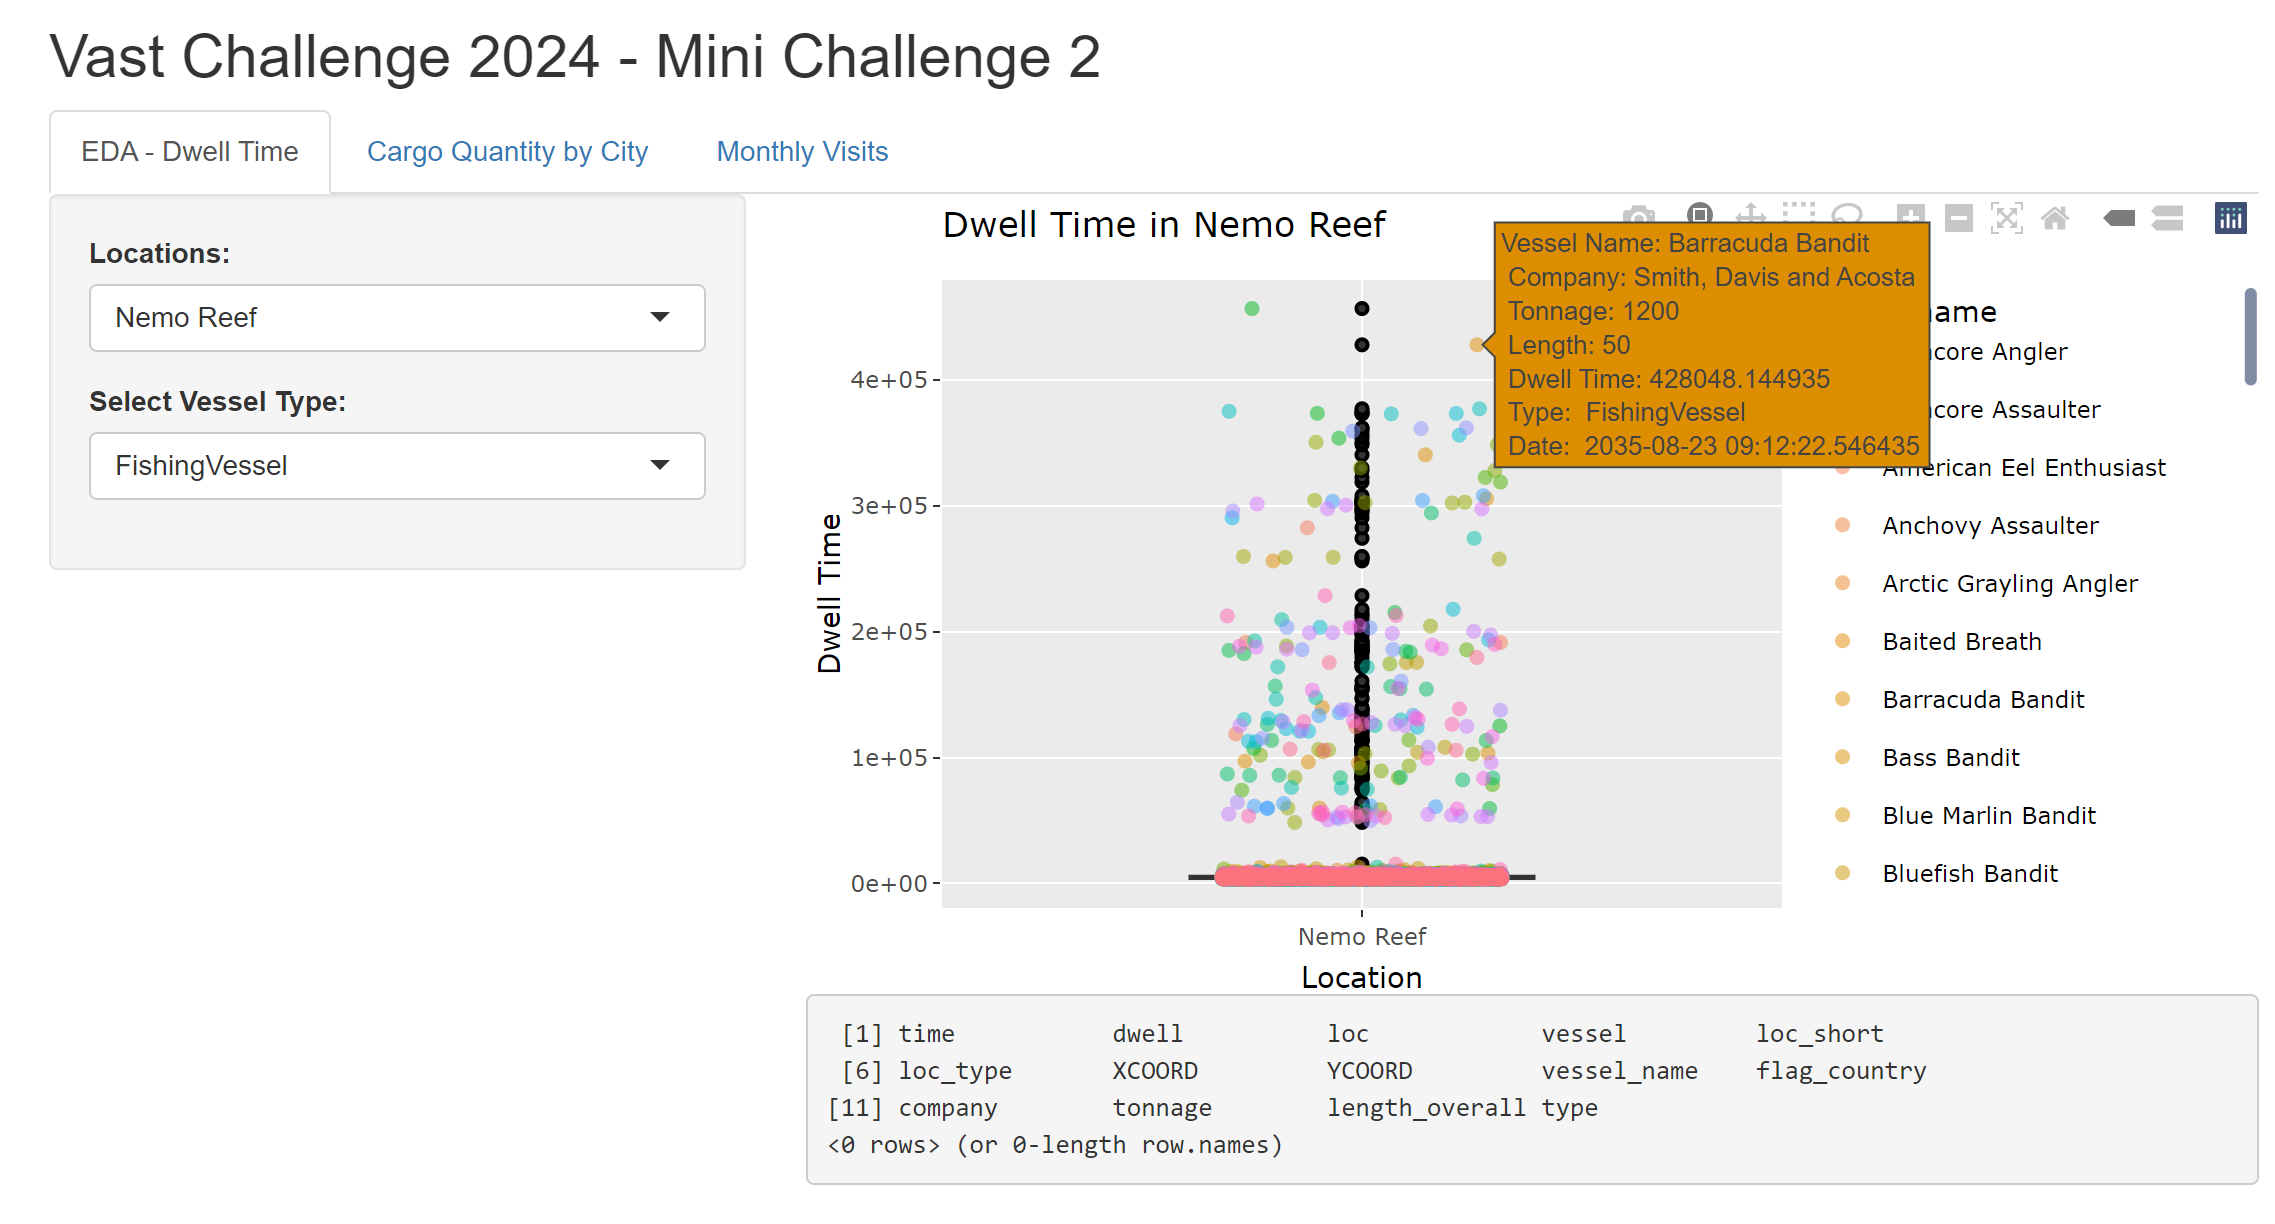 Vast Challenge 2024 - Mini Challenge 2
EDA - Dwell Time
Cargo Quantity by City
Monthly Visits
Locations:
Nemo Reef
Select Vessel Type:
FishingVessel
Dwell Time in Nemo Reef
Vessel Name: Barracuda Bandit
Company: Smith, Davis and Acosta
Tonnage: 1200
Length: 50
Dwell Time: 428048.144935
Type:  FishingVessel
Date:  2035-08-23 09:12:22.546435
Dwell Time
4e+05
3e+05
2e+05
1e+05
0e+00
Nemo Reef
Location
Angler
Assaulter
American Eel Enthusiast
Anchovy Assaulter
Arctic Grayling Angler
Baited Breath
Barracuda Bandit
Bass Bandit
Blue Marlin Bandit
Bluefish Bandit
[1] time dwell loc vessel loc_short
[6] loc_type XCOORD YCOORD vessel_name flag_country
[11] company tonnage length_overall type
<0 rows> (or 0-length row.names)